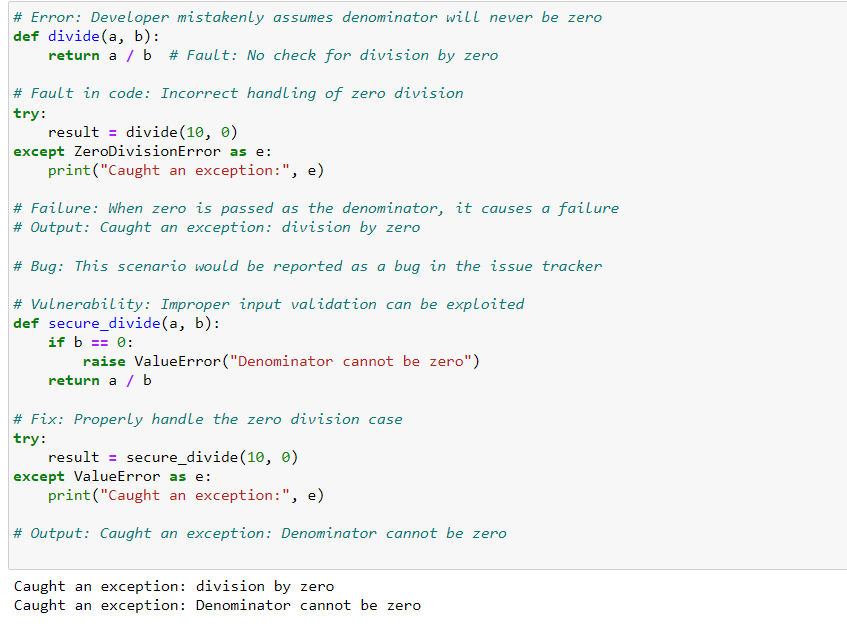 # Error: Developer mistakenly assumes denominator will never be zero
def divide(a, b):
    return a / b  # Fault: No check for division by zero

# Fault in code: Incorrect handling of zero division
try:
    result = divide(10, 0)
except ZeroDivisionError as e:
    print("Caught an exception:", e)

# Failure: When zero is passed as the denominator, it causes a failure
# Output: Caught an exception: division by zero

# Bug: This scenario would be reported as a bug in the issue tracker

# Vulnerability: Improper input validation can be exploited
def secure_divide(a, b):
    if b == 0:
        raise ValueError("Denominator cannot be zero")
    return a / b

# Fix: Properly handle the zero division case
try:
    result = secure_divide(10, 0)
except ValueError as e:
    print("Caught an exception:", e)

# Output: Caught an exception: Denominator cannot be zero

Caught an exception: division by zero
Caught an exception: Denominator cannot be zero